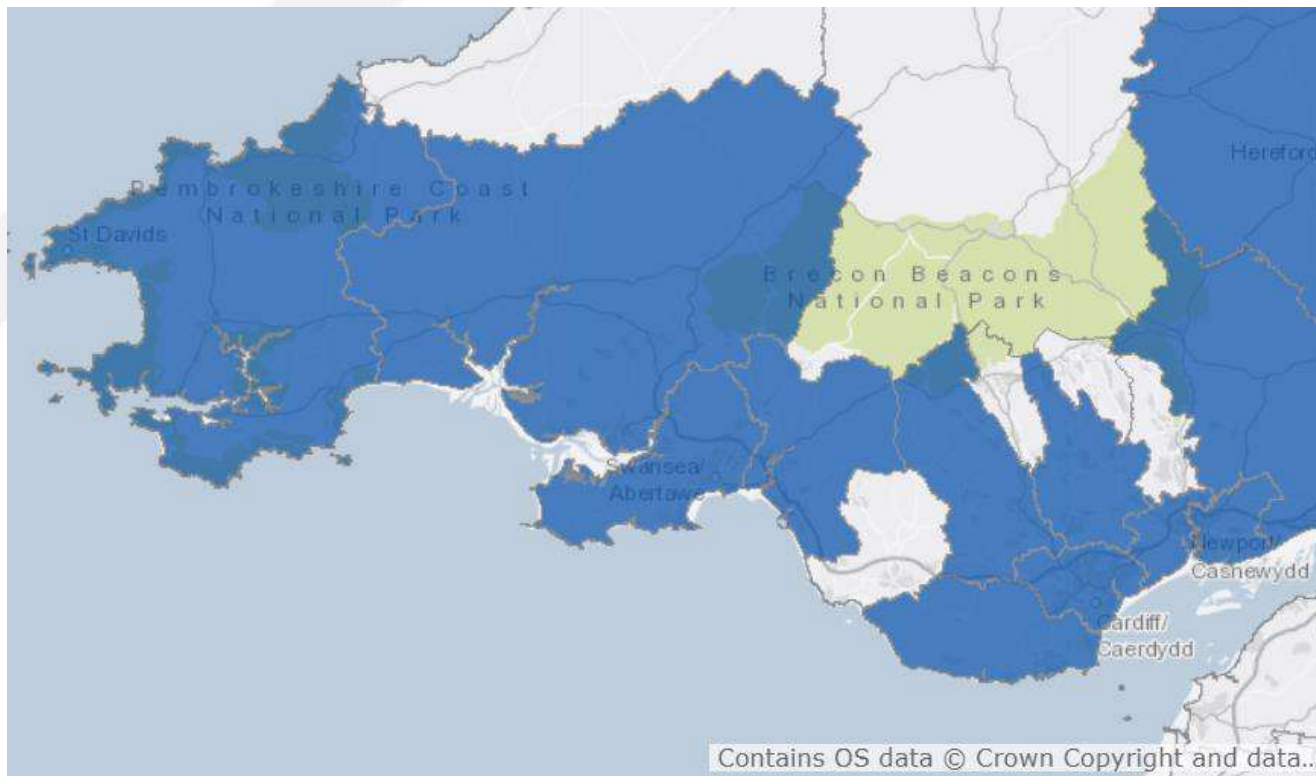 Hereford
Pembrokeshire Coast
National Park
St Davids
Brecon Beacons
National Park
Swansea/
Abertawe
Newport/
Casnewydd
Cardiff/
Caerdydd
Contains OS data © Crown Copyright and data..